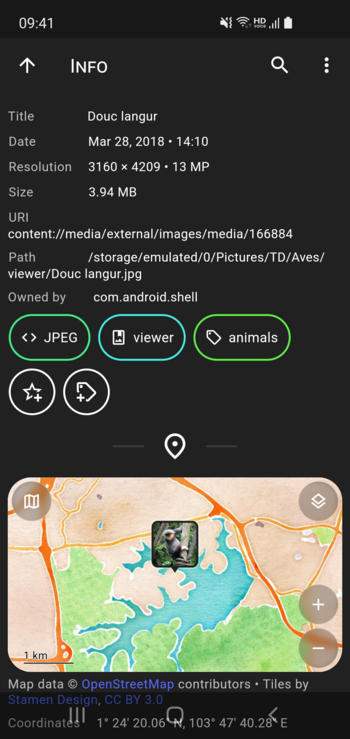 09:41
HD
VOICE
INFO
Title Douc langur
Date Mar 28, 2018 • 14:10
Resolution 3160 × 4209 • 13 MP
Size 3.94 MB
URI
content://media/external/images/media/166884
Path /storage/emulated/0/Pictures/TD/Aves/
viewer/Douc langur.jpg
Owned by com.android.shell
JPEG viewer animals
1 km
Map data © OpenStreetMap contributors • Tiles by
Stamen Design, CC BY 3.0
Coordinates 1° 24′ 20.06″ N, 103° 47′ 40.28″ E